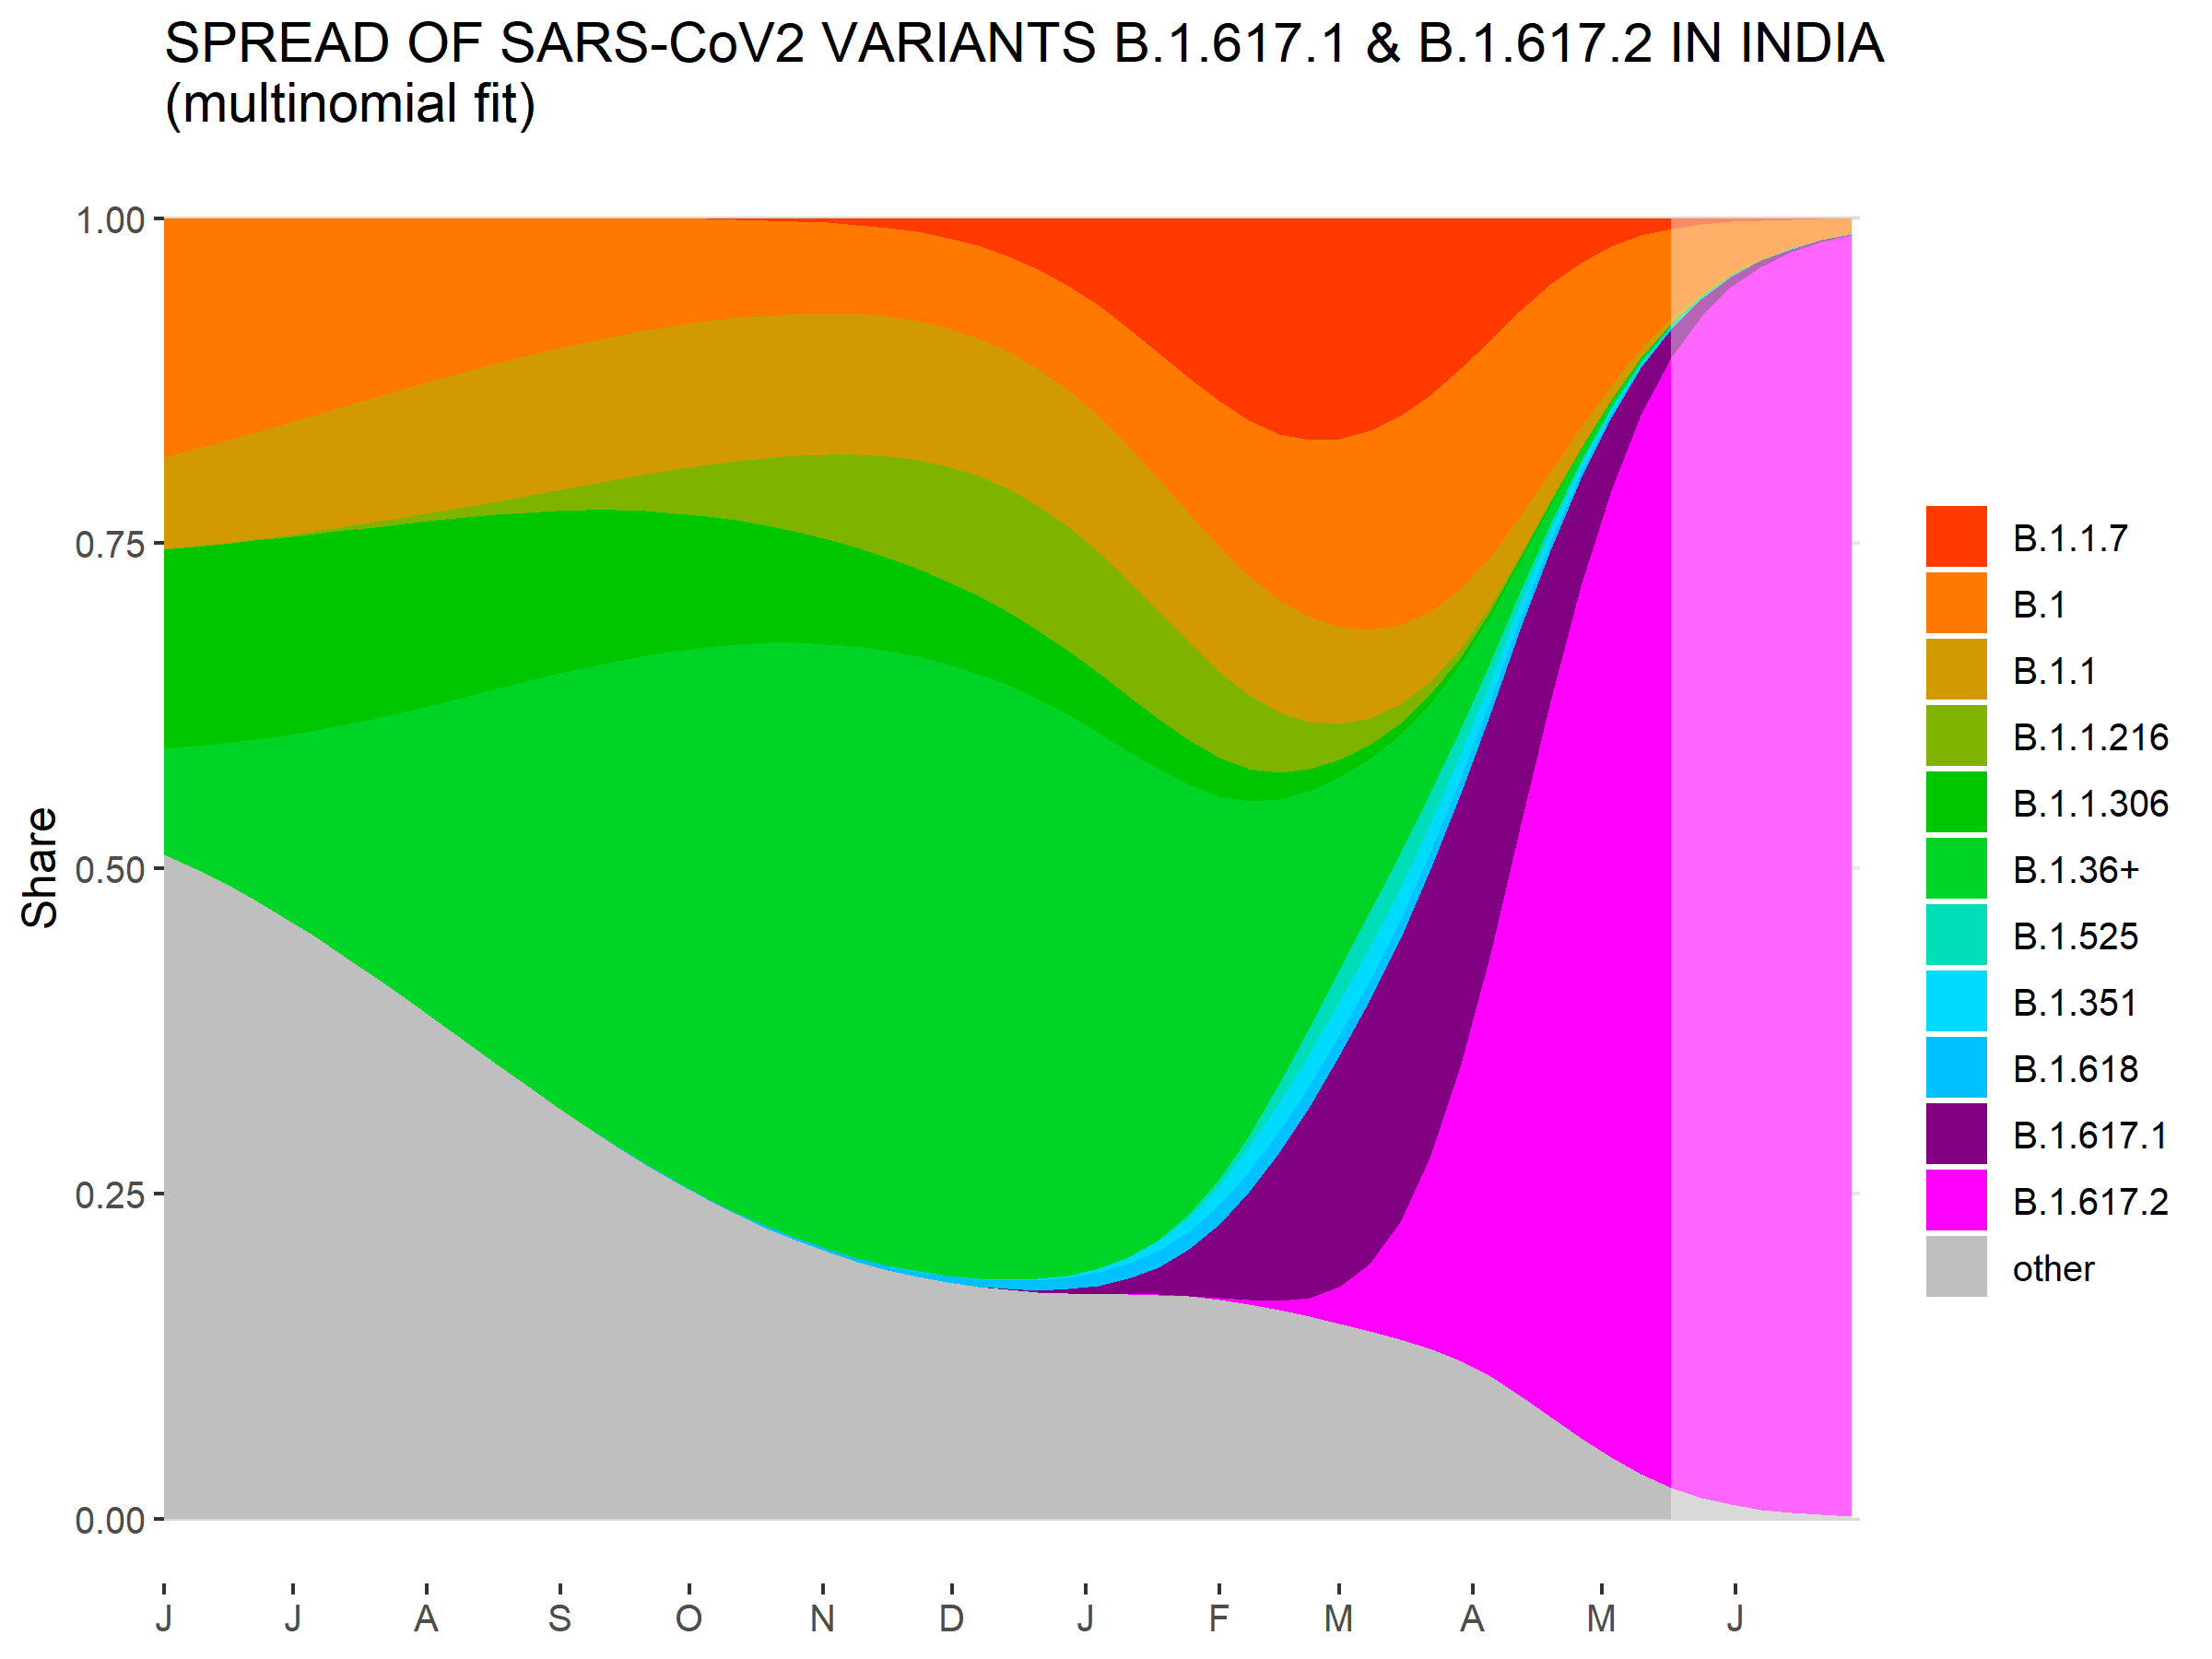 SPREAD OF SARS-CoV2 VARIANTS B.1.617.1 & B.1.617.2 IN INDIA
(multinomial fit)
Share
1.00
0.75
0.50
0.25
0.00
J J A S O N D J F M A M J
B.1.1.7
B.1
B.1.1
B.1.1.216
B.1.1.306
B.1.36+
B.1.525
B.1.351
B.1.618
B.1.617.1
B.1.617.2
other